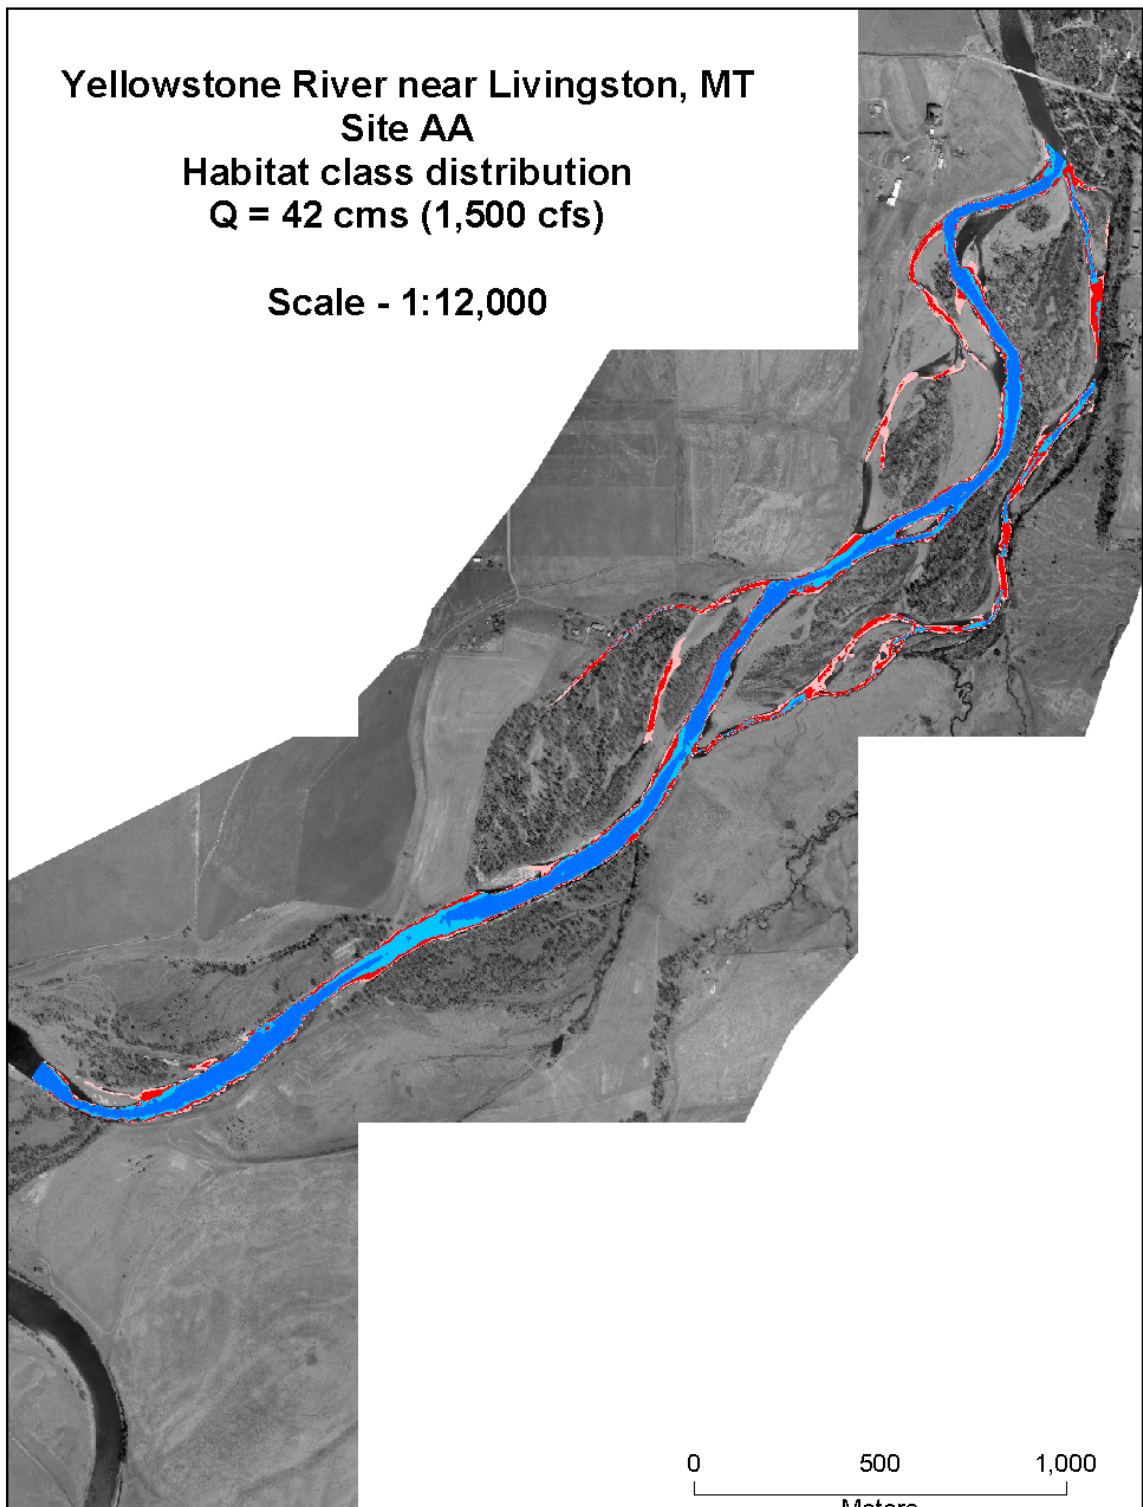 Yellowstone River near Livingston, MT
Site AA
Habitat class distribution
Q = 42 cms (1,500 cfs)
Scale - 1:12,000
0 500 1,000
Meters